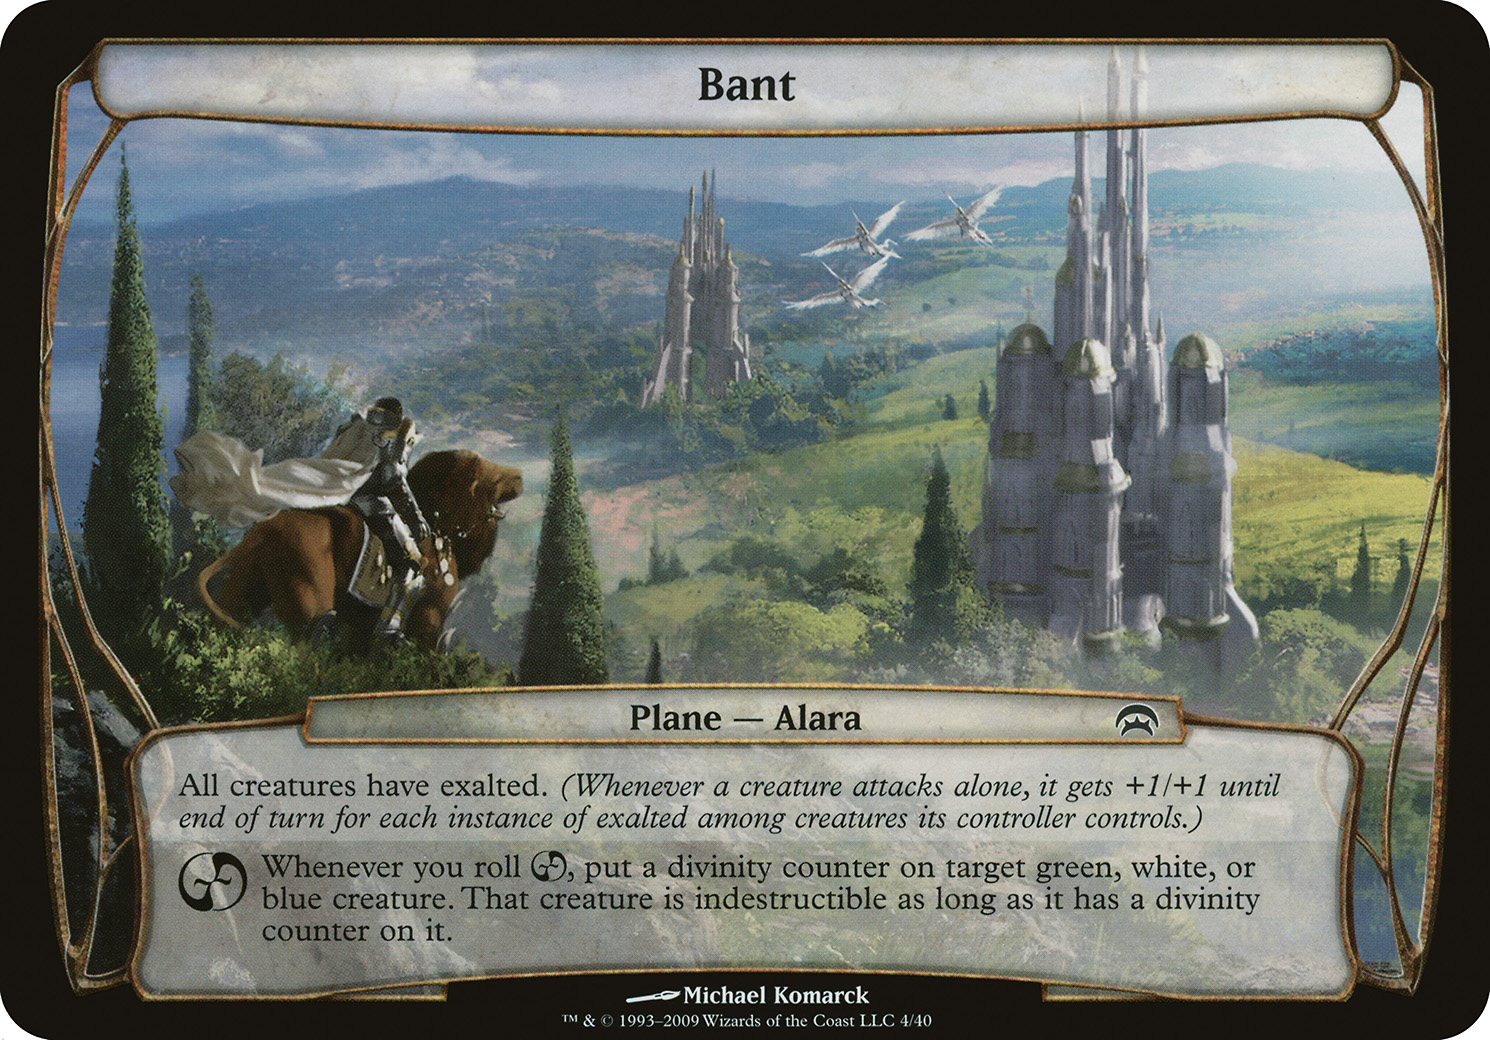 Bant
Plane — Alara
All creatures have exalted. (Whenever a creature attacks alone, it gets +1/+1 until
end of turn for each instance of exalted among creatures its controller controls.)
Whenever you roll , put a divinity counter on target green, white, or
blue creature. That creature is indestructible as long as it has a divinity
counter on it.
Michael Komarck
™ & © 1993–2009 Wizards of the Coast LLC 4/40